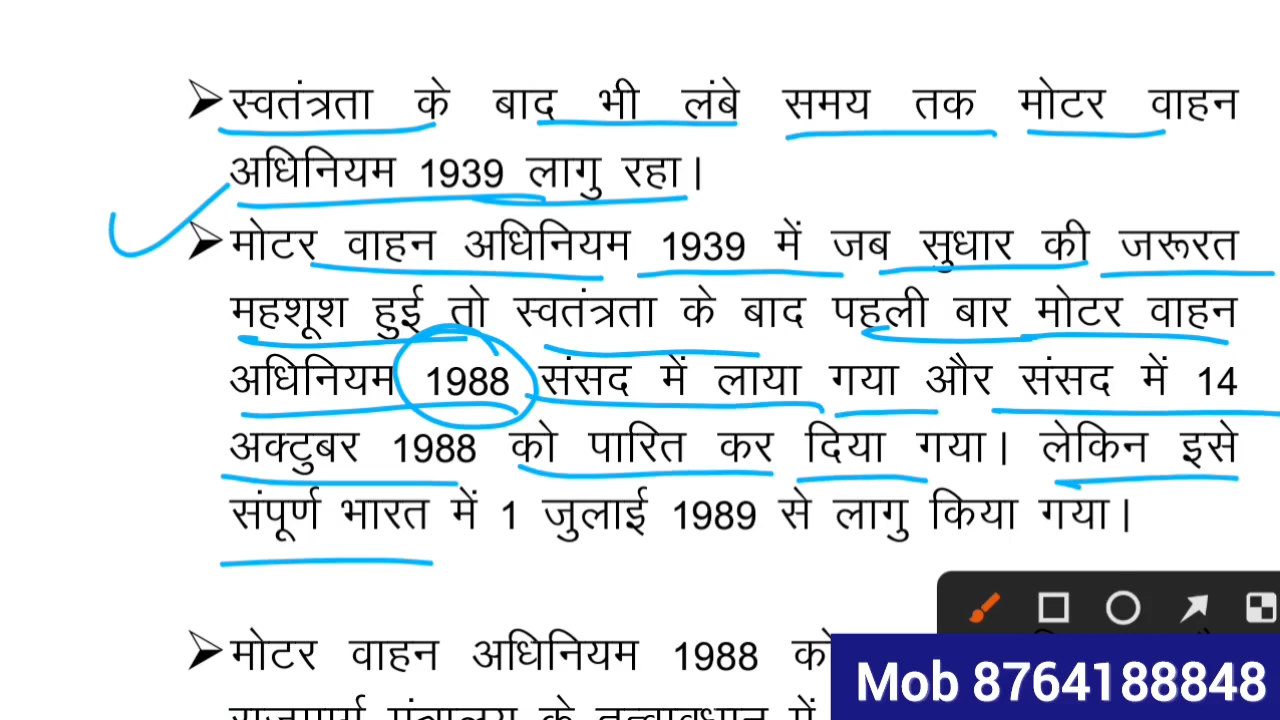 ➢ स्वतंत्रता के बाद भी लंबे समय तक मोटर वाहन
अधिनियम 1939 लागु रहा।
➢ मोटर वाहन अधिनियम 1939 में जब सुधार की जरूरत
महशूश हुई तो स्वतंत्रता के बाद पहली बार मोटर वाहन
अधिनियम 1988 संसद में लाया गया और संसद में 14
अक्टुबर 1988 को पारित कर दिया गया। लेकिन इसे
संपूर्ण भारत में 1 जुलाई 1989 से लागु किया गया।
➢ मोटर वाहन अधिनियम 1988 को
Mob 8764188848